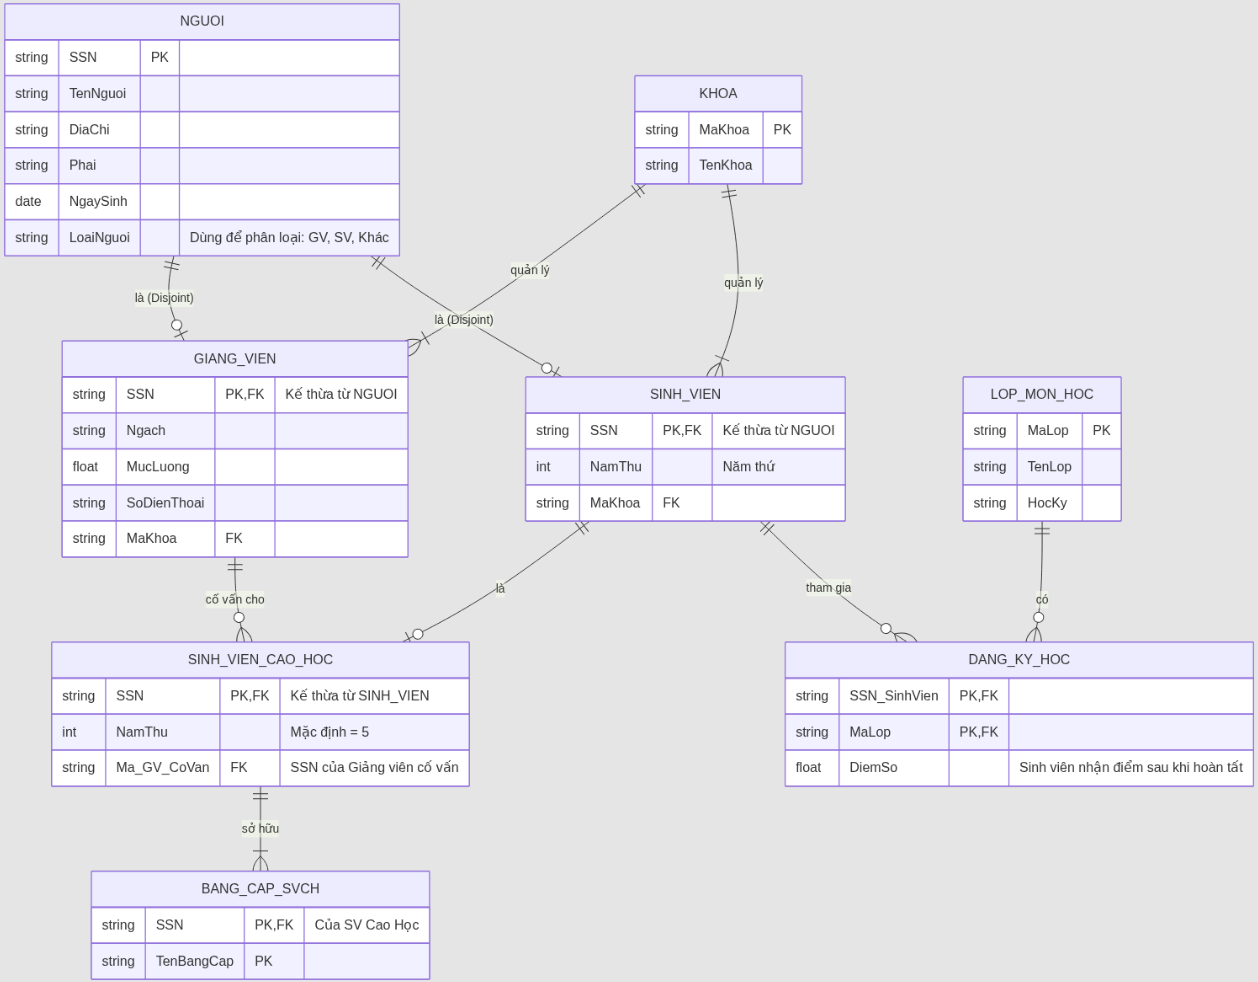 NGUOI
string SSN PK
string TenNguoi
string DiaChi
string Phai
date NgaySinh
string LoaiNguoi Dùng để phân loại: GV, SV, Khác
KHOA
string MaKhoa PK
string TenKhoa
quản lý
quản lý
là (Disjoint)
là (Disjoint)
GIANG_VIEN
string SSN PK,FK Kế thừa từ NGUOI
string Ngach
float MucLuong
string SoDienThoai
string MaKhoa FK
SINH_VIEN
string SSN PK,FK Kế thừa từ NGUOI
int NamThu Năm thứ
string MaKhoa FK
LOP_MON_HOC
string MaLop PK
string TenLop
string HocKy
cố vấn cho
là
tham gia
có
SINH_VIEN_CAO_HOC
string SSN PK,FK Kế thừa từ SINH_VIEN
int NamThu Mặc định = 5
string Ma_GV_CoVan FK SSN của Giảng viên cố vấn
DANG_KY_HOC
string SSN_SinhVien PK,FK
string MaLop PK,FK
float DiemSo Sinh viên nhận điểm sau khi hoàn tất
sở hữu
BANG_CAP_SVCH
string SSN PK,FK Của SV Cao Học
string TenBangCap PK